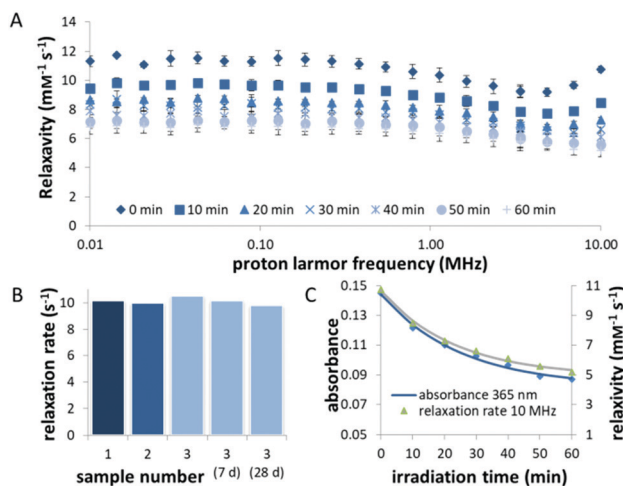 A
Relaxavity (mM⁻¹ s⁻¹)
14
12
10
8
6
4
2
0
0 min 10 min 20 min 30 min 40 min 50 min 60 min
0.01 0.10 1.00 10.00
proton larmor frequency (MHz)
B
relaxation rate (s⁻¹)
10
8
6
4
2
0
1 2 3 3 3
sample number (7 d) (28 d)
C
absorbance
0.15
0.13
0.11
0.09
0.07
0.05
absorbance 365 nm
relaxation rate 10 MHz
11
9
7
5
3
1
relaxivity (mM⁻¹ s⁻¹)
0 10 20 30 40 50 60
irradiation time (min)